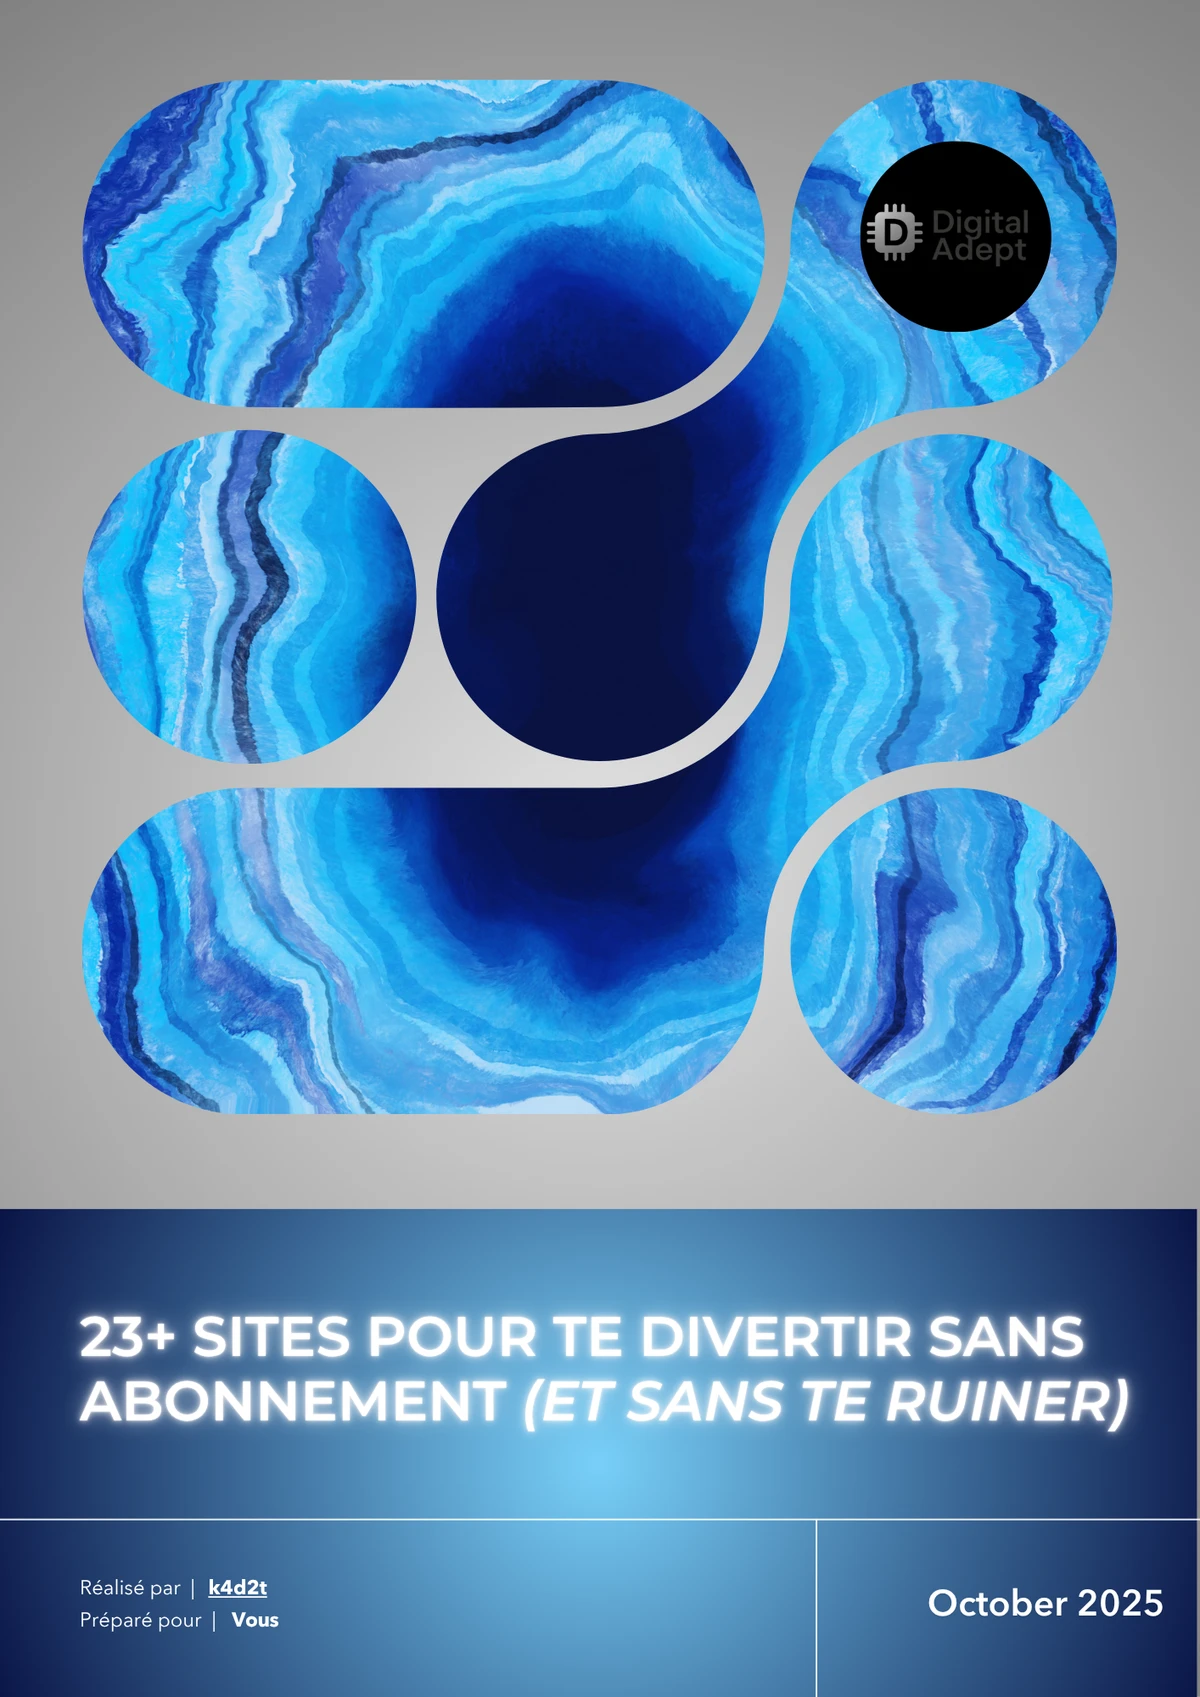 Digital
Adept
23+ SITES POUR TE DIVERTIR SANS
ABONNEMENT (ET SANS TE RUINER)
Réalisé par | k4d2t
Préparé pour | Vous
October 2025